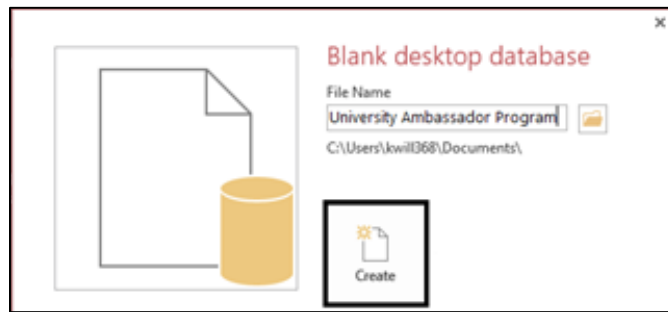 Blank desktop database
File Name
University Ambassador Program
C:\Users\kwill368\Documents\
Create